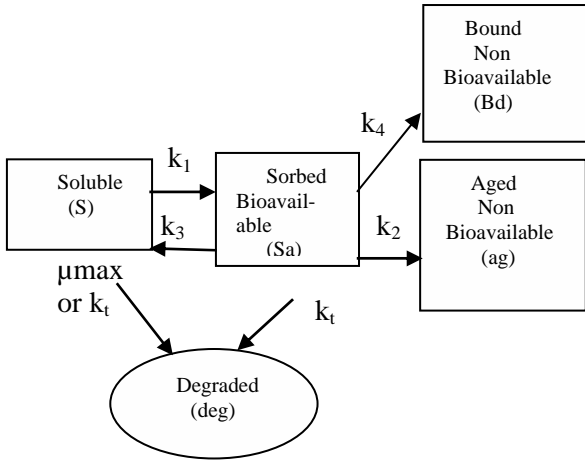 Bound
Non
Bioavailable
(Bd)
k4
k1
Soluble
(S)
Sorbed
Bioavail-
able
(Sa)
k3
k2
Aged
Non
Bioavailable
(ag)
µmax
or kt
kt
Degraded
(deg)